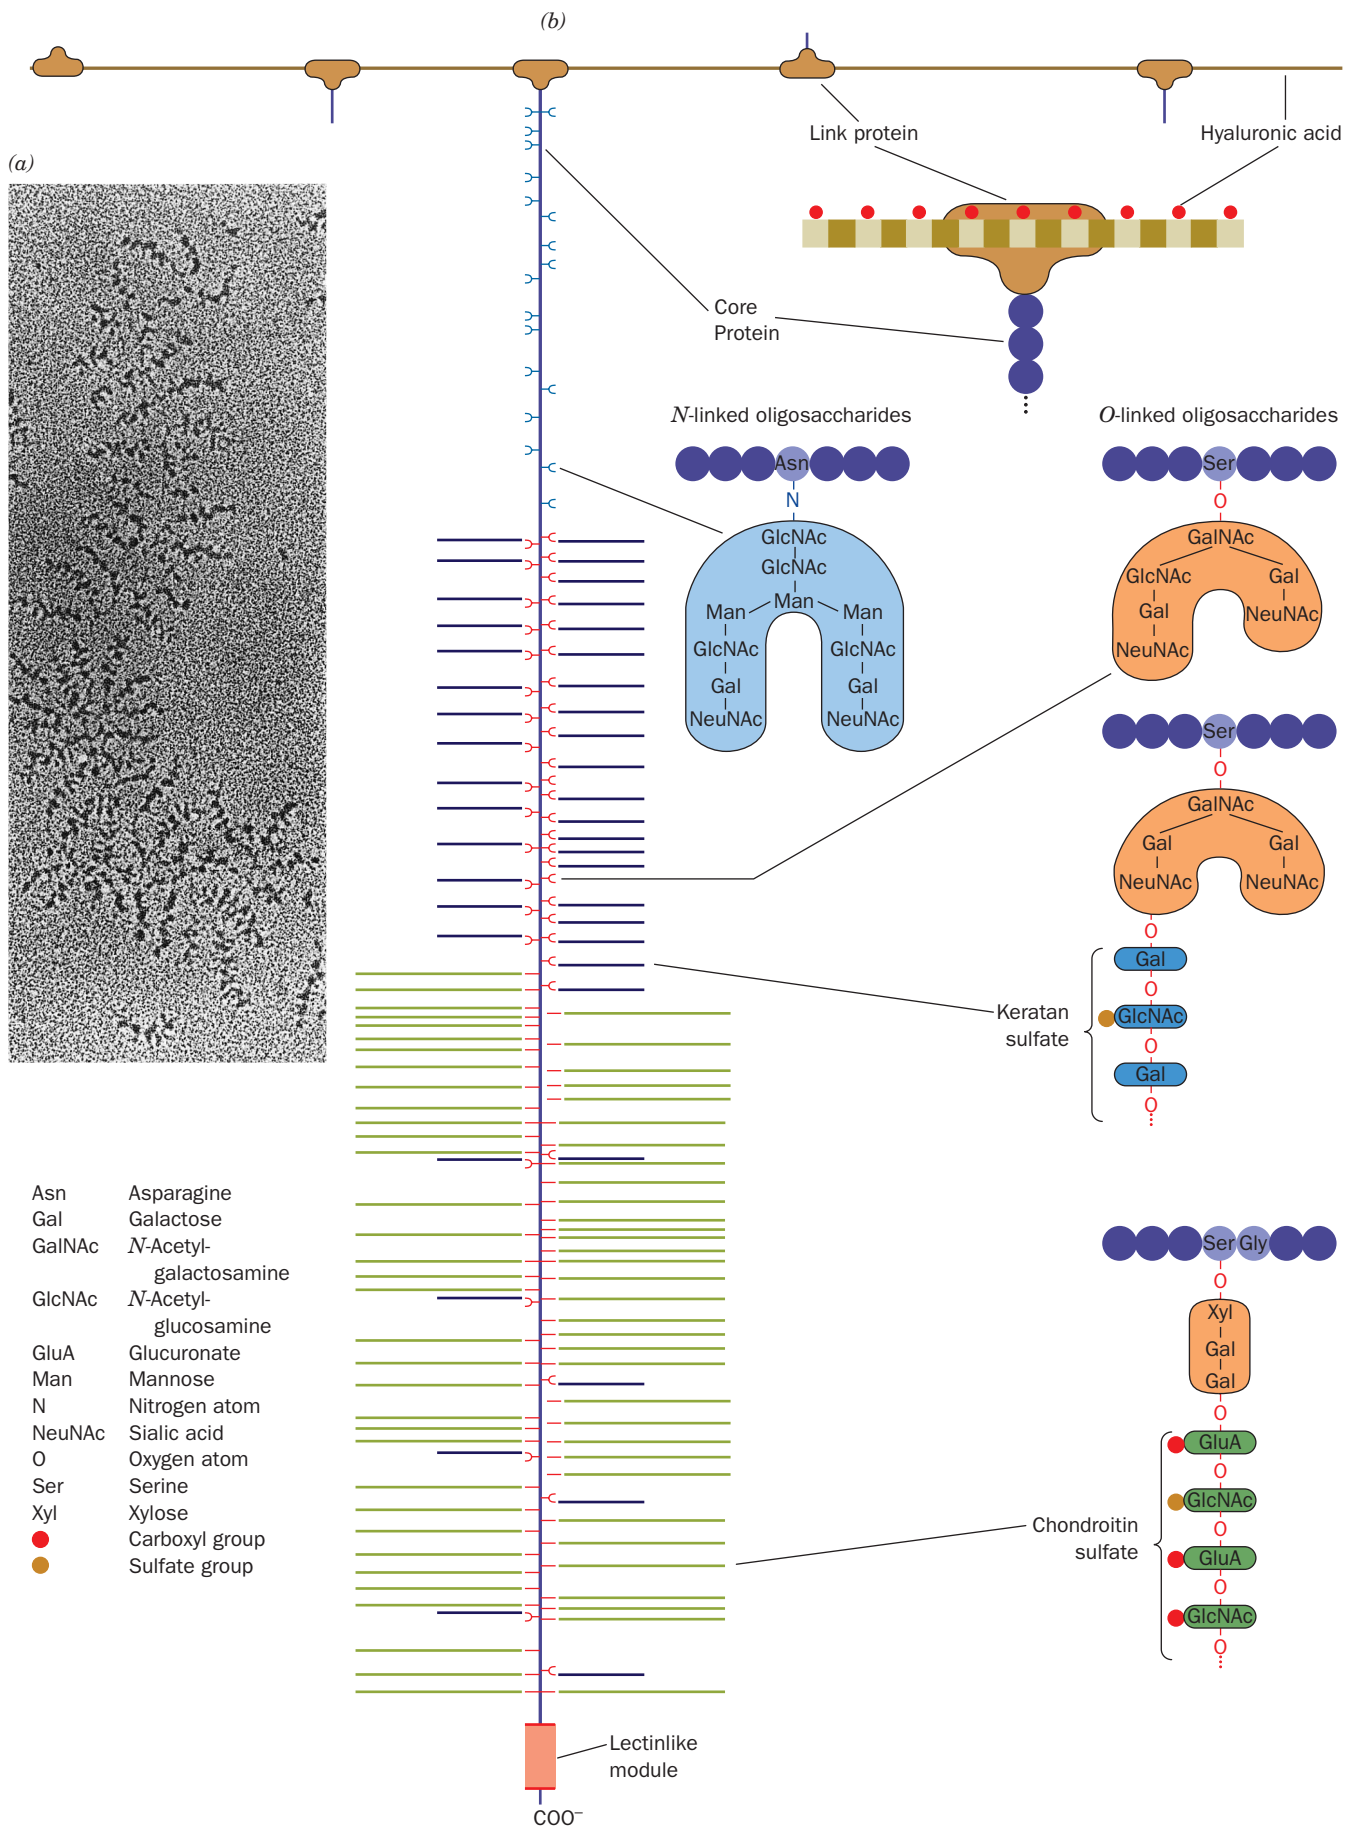 (b)
Link protein
Hyaluronic acid
(a)
Core
Protein
N-linked oligosaccharides
O-linked oligosaccharides
Asn
N
GlcNAc
GlcNAc
Man
Man
Man
GlcNAc
GlcNAc
Gal
Gal
NeuNAc
NeuNAc
Ser
O
GalNAc
GlcNAc
Gal
Gal
NeuNAc
NeuNAc
Ser
O
GalNAc
Gal
Gal
NeuNAc
NeuNAc
O
Gal
O
GlcNAc
O
Gal
O
Keratan
sulfate
Asn Asparagine
Gal Galactose
GalNAc N-Acetyl-
galactosamine
GlcNAc N-Acetyl-
glucosamine
GluA Glucuronate
Man Mannose
N Nitrogen atom
NeuNAc Sialic acid
O Oxygen atom
Ser Serine
Xyl Xylose
Carboxyl group
Sulfate group
Ser Gly
O
Xyl
Gal
Gal
O
GluA
O
GlcNAc
O
GluA
O
GlcNAc
O
Chondroitin
sulfate
Lectinlike
module
COO⁻